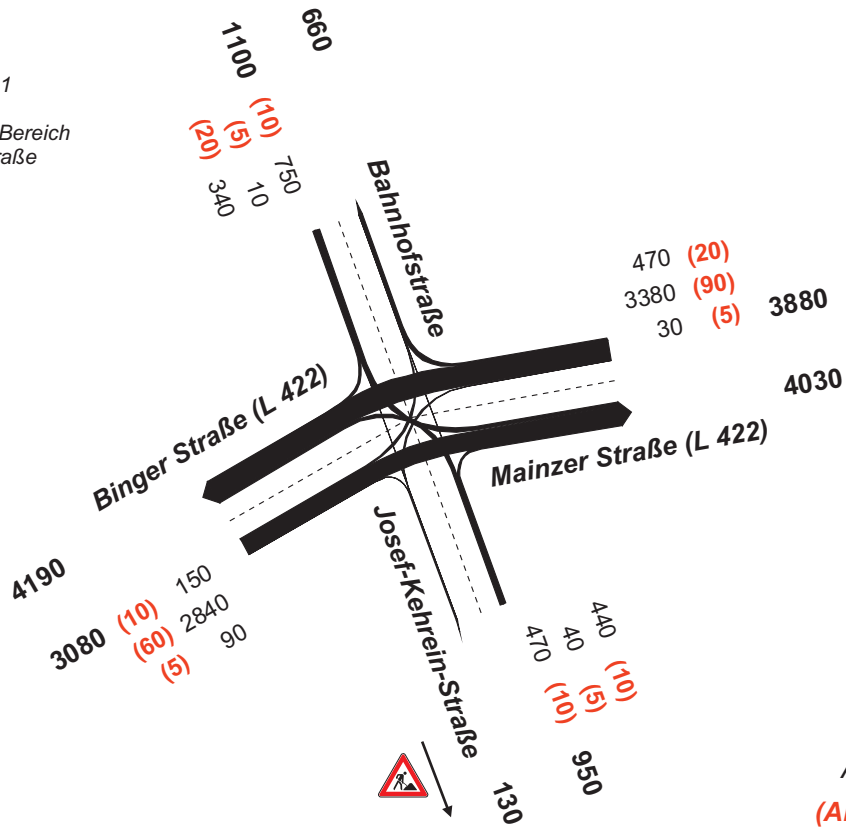 1
Bereich
raße
1100
660
(20) (5) (10)
340 10 750
Bahnhofstraße
470 (20)
3380 (90)
30 (5)
3880
4030
Binger Straße (L 422)
Mainzer Straße (L 422)
4190
3080
(10) 150
(60) 2840
(5) 90
Josef-Kehrein-Straße
470 40 440
(10) (5) (10)
130
950
(Al